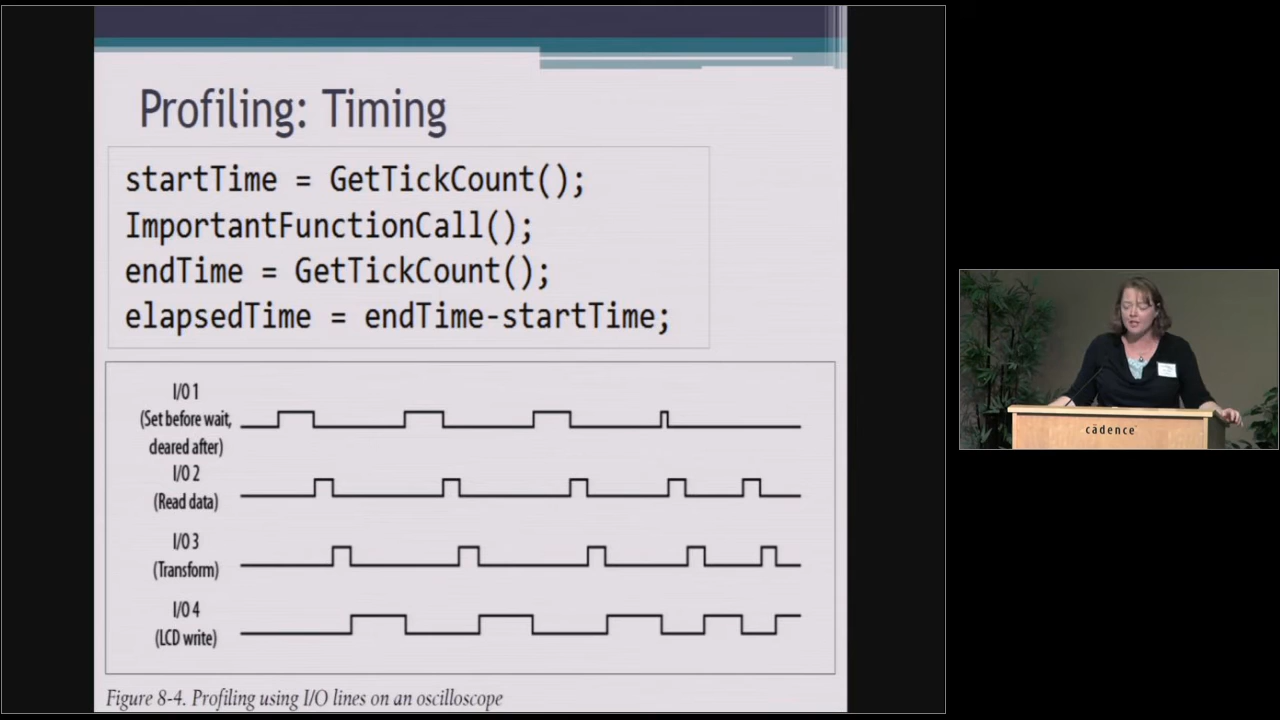 Profiling: Timing
startTime = GetTickCount();
ImportantFunctionCall();
endTime = GetTickCount();
elapsedTime = endTime-startTime;
I/O 1
(Set before wait,
cleared after)
I/O 2
(Read data)
I/O 3
(Transform)
I/O 4
(LCD write)
Figure 8-4. Profiling using I/O lines on an oscilloscope
cādence